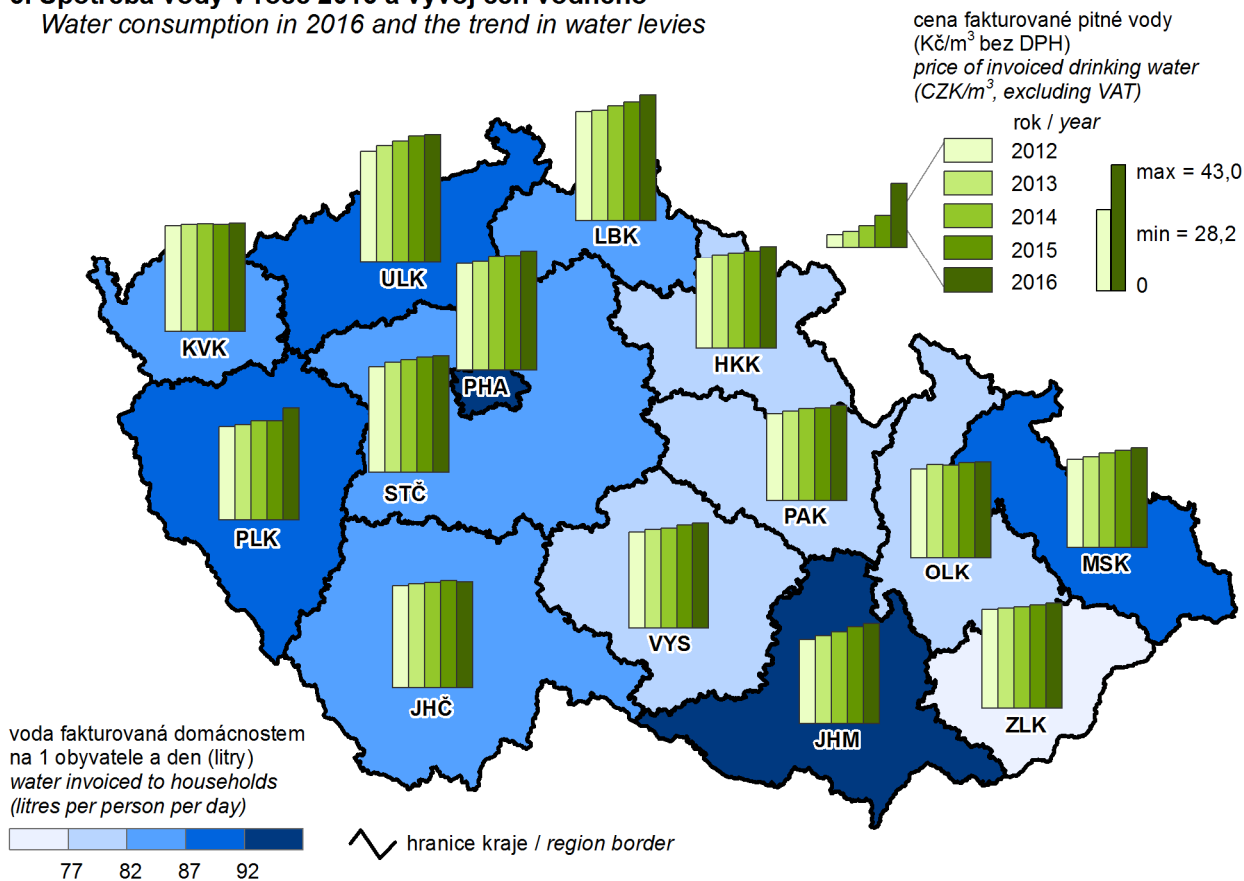 Water consumption in 2016 and the trend in water levies
cena fakturované pitné vody
(Kč/m³ bez DPH)
price of invoiced drinking water
(CZK/m³, excluding VAT)
rok / year
2012
2013
2014
2015
2016
max = 43,0
min = 28,2
0
LBK
ULK
KVK
HKK
PHA
STČ
PAK
PLK
OLK
MSK
VYS
JHČ
ZLK
JHM
voda fakturovaná domácnostem
na 1 obyvatele a den (litry)
water invoiced to households
(litres per person per day)
77 82 87 92
hranice kraje / region border